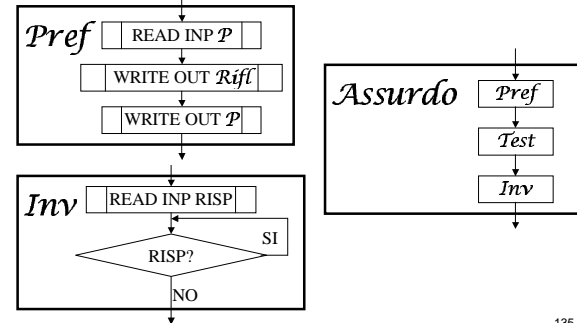 Pref
READ INP P
WRITE OUT Rifl
WRITE OUT P
Inv
READ INP RISP
SI
RISP?
NO
Assurdo
Pref
Test
Inv
135